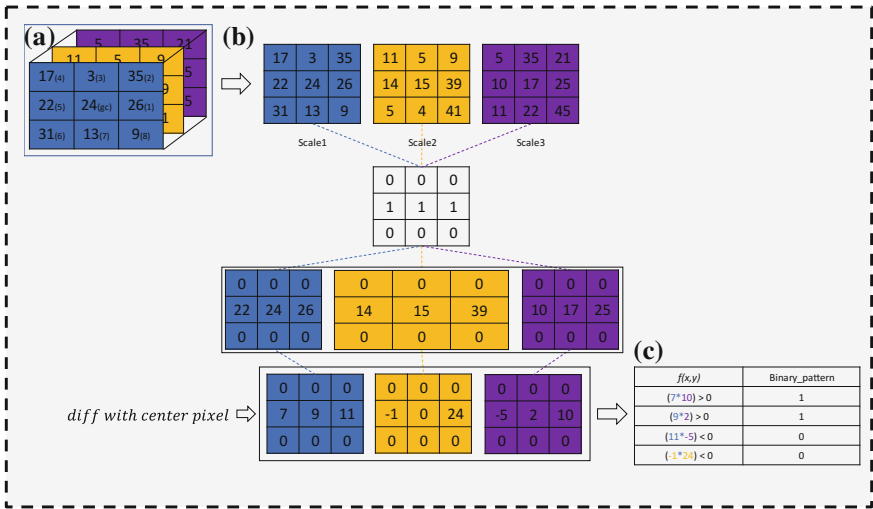 (a)
5 35 21
11 5 9 5
17(4) 3(3) 35(2) 9 5
22(5) 24(gc) 26(1) 1
31(6) 13(7) 9(8)
(b)
17 3 35
22 24 26
31 13 9
11 5 9
14 15 39
5 4 41
5 35 21
10 17 25
11 22 45
Scale1 Scale2 Scale3
0 0 0
1 1 1
0 0 0
0 0 0
22 24 26
0 0 0
0 0 0
14 15 39
0 0 0
0 0 0
10 17 25
0 0 0
diff with center pixel
0 0 0
7 9 11
0 0 0
0 0 0
-1 0 24
0 0 0
0 0 0
-5 2 10
0 0 0
(c)
f(x,y) Binary_pattern
(7*10) > 0 1
(9*2) > 0 1
(11*-5) < 0 0
(-1*24) < 0 0